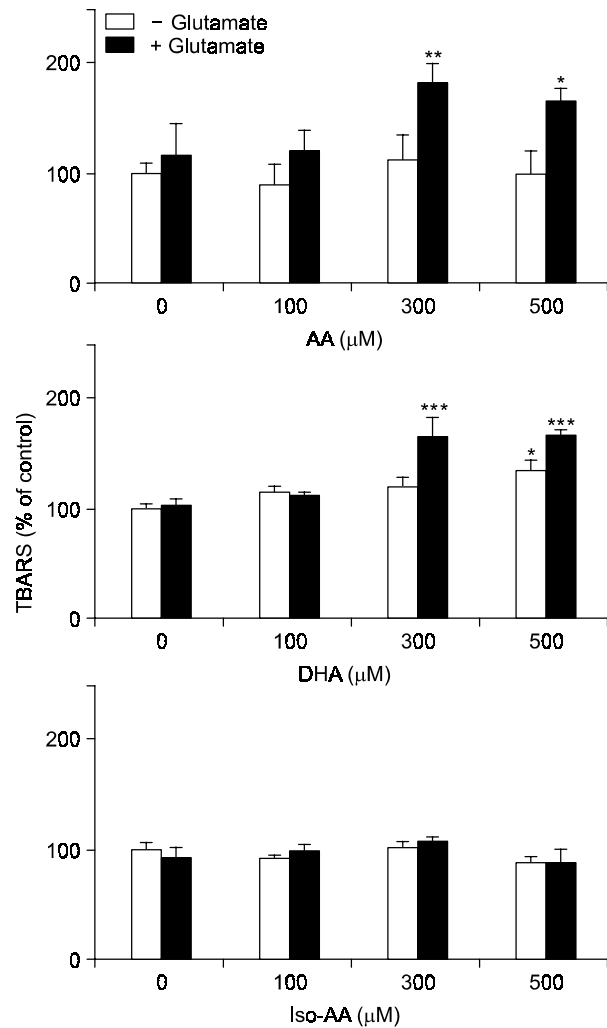 − Glutamate
+ Glutamate
200
100
0
** *
0 100 300 500
AA (μM)
TBARS (% of control)
200
100
0
*** * ***
0 100 300 500
DHA (μM)
200
100
0
0 100 300 500
Iso-AA (μM)